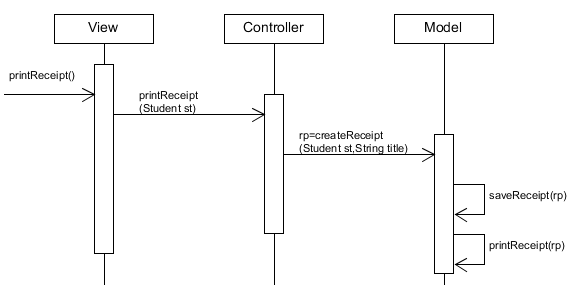 View
Controller
Model
printReceipt()
printReceipt
(Student st)
rp=createReceipt
(Student st,String title)
saveReceipt(rp)
printReceipt(rp)